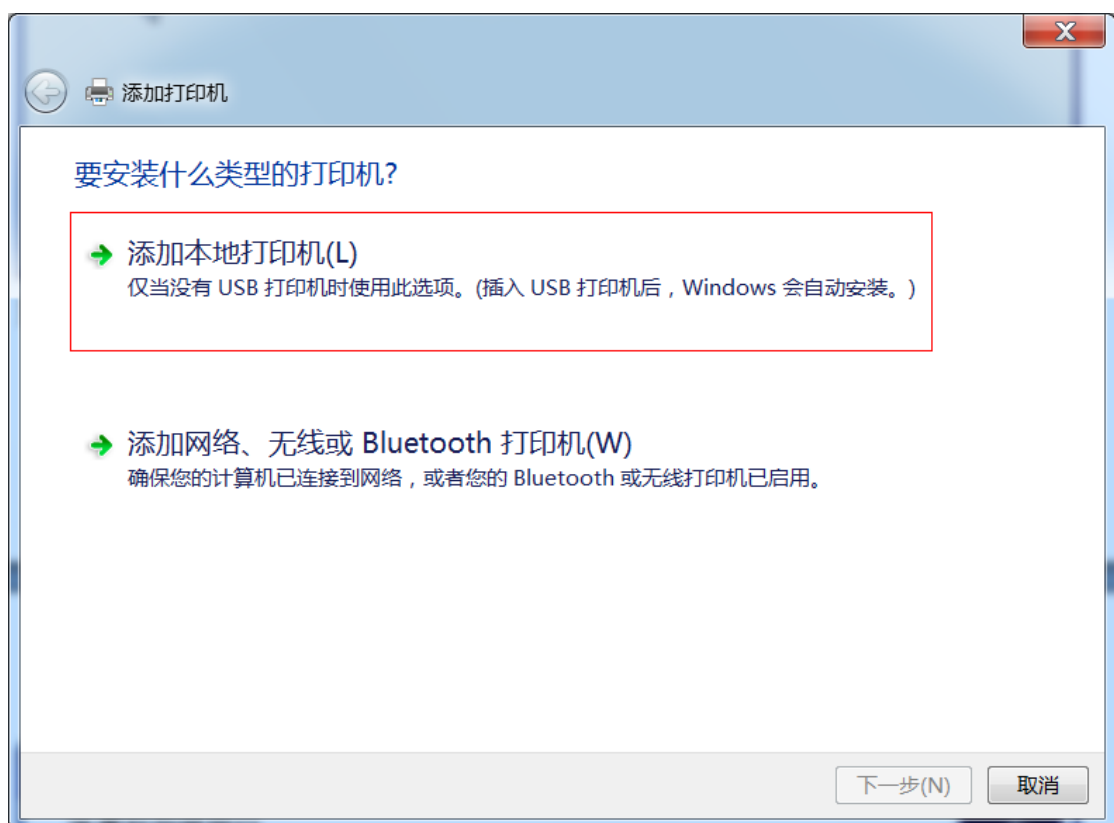 添加打印机
要安装什么类型的打印机?
添加本地打印机(L)
仅当没有 USB 打印机时使用此选项。(插入 USB 打印机后，Windows 会自动安装。)
添加网络、无线或 Bluetooth 打印机(W)
确保您的计算机已连接到网络，或者您的 Bluetooth 或无线打印机已启用。
下一步(N)
取消